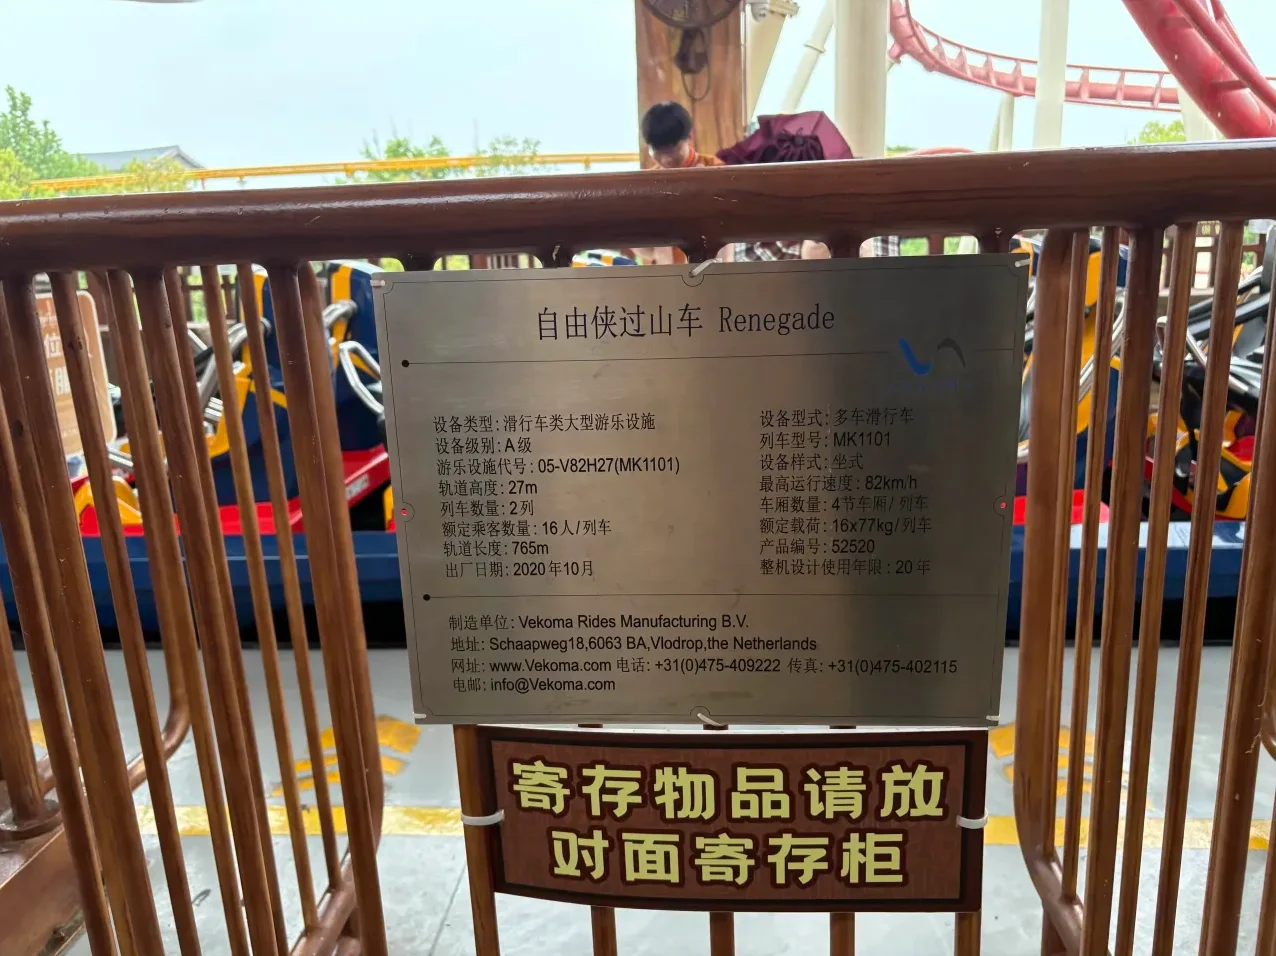 自由侠过山车 Renegade
设备类型: 滑行车类大型游乐设施
设备级别: A 级
游乐设施代号: 05-V82H27(MK1101)
轨道高度: 27m
列车数量: 2列
额定乘客数量: 16人/列车
轨道长度: 765m
出厂日期: 2020年10月
设备型式: 多车滑行车
列车型号: MK1101
设备样式: 坐式
最高运行速度: 82km/h
车厢数量: 4节车厢/列车
额定载荷: 16x77kg/列车
产品编号: 52520
整机设计使用年限: 20年
制造单位: Vekoma Rides Manufacturing B.V.
地址: Schaapweg18,6063 BA,Vlodrop,the Netherlands
网址: www.Vekoma.com 电话: +31(0)475-409222 传真: +31(0)475-402115
电邮: info@Vekoma.com
寄存物品请放
对面寄存柜